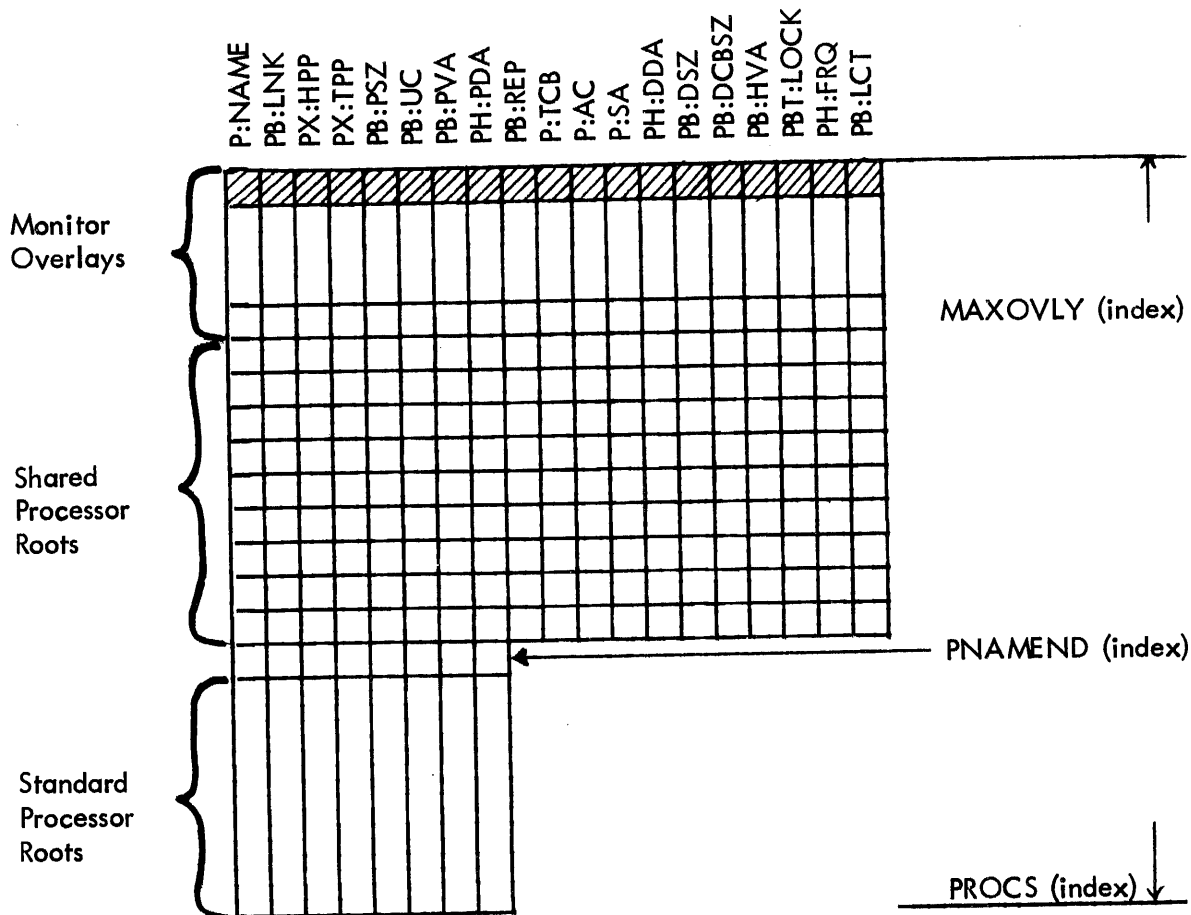 P:NAME
PB:LNK
PX:HPP
PX:TPP
PB:PSZ
PB:UC
PB:PVA
PH:PDA
PB:REP
P:TCB
P:AC
P:SA
PH:DDA
PB:DSZ
PB:DCBSZ
PB:HVA
PBT:LOCK
PH:FRQ
PB:LCT
Monitor
Overlays
MAXOVLY (index)
Shared
Processor
Roots
PNAMEND (index)
Standard
Processor
Roots
PROCS (index)